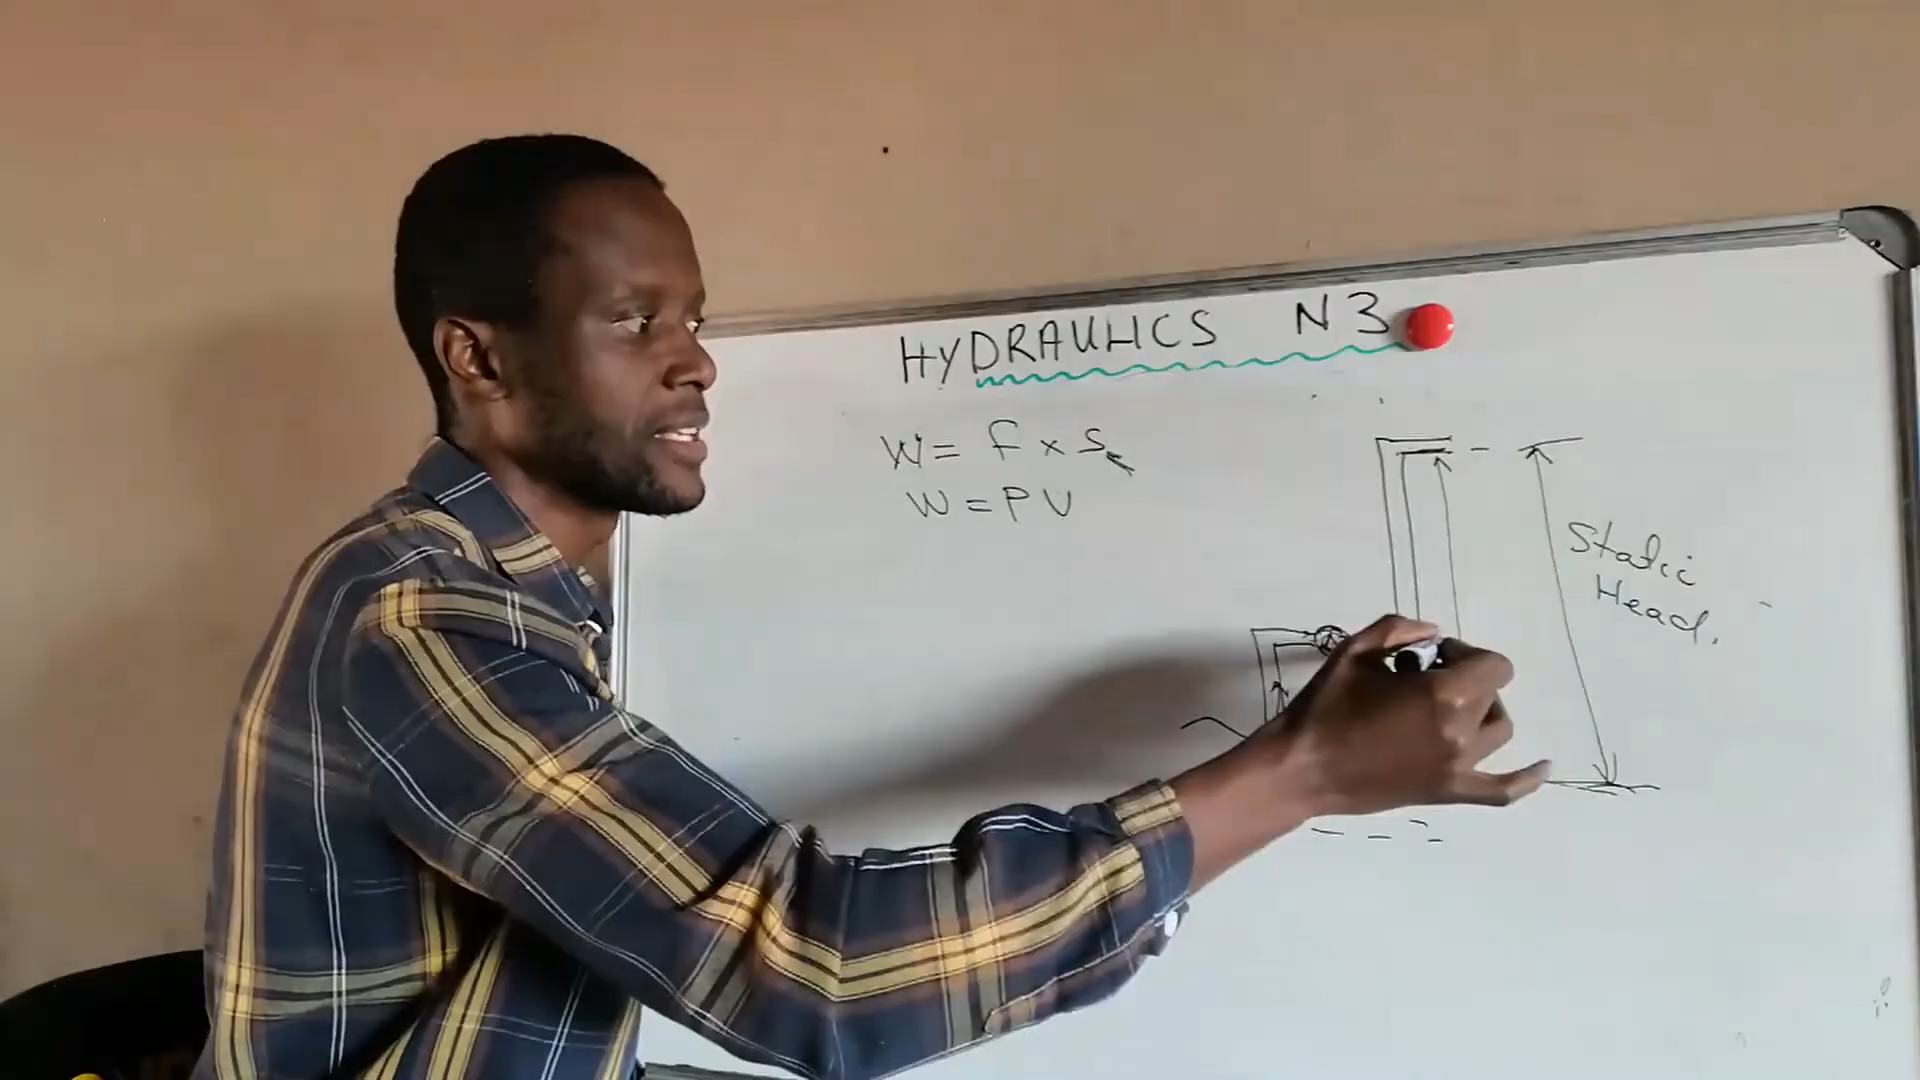 HYDRAULICS N3
W = F x S
W = PV
Static
Head.